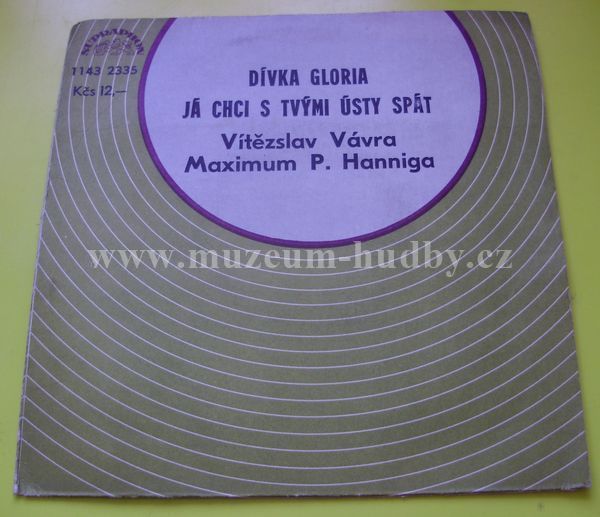 SUPRAPHON
1143 2335
Kčs 12,—
DÍVKA GLORIA
JÁ CHCI S TVÝMI ÚSTY SPÁT
Vítězslav Vávra
Maximum P. Hanniga
www.muzeum-hudby.cz